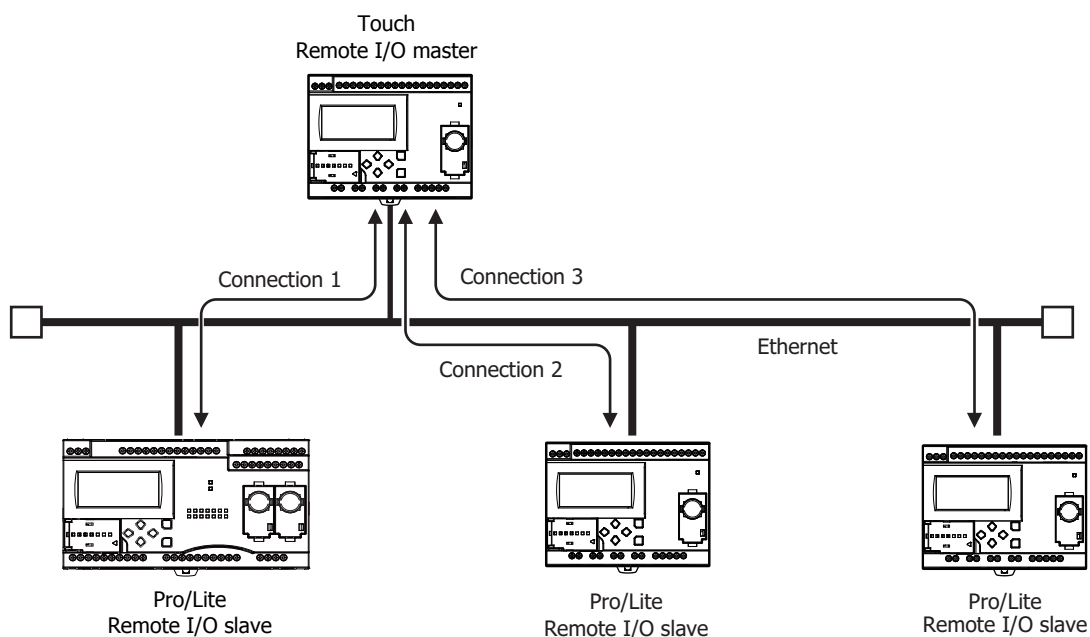 Touch
Remote I/O master
Connection 1
Connection 3
Ethernet
Connection 2
Pro/Lite
Remote I/O slave
Pro/Lite
Remote I/O slave
Pro/Lite
Remote I/O slave